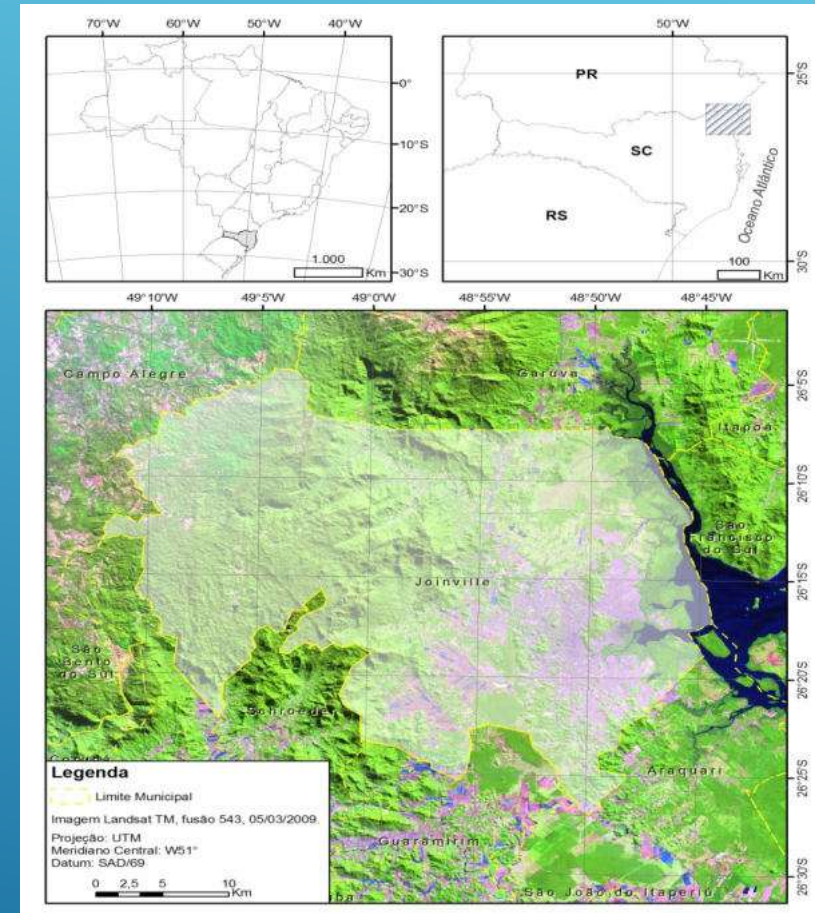 70°W 60°W 50°W 40°W
0°
10°S
20°S
30°S
1.000
Km
50°W
25°S
30°S
PR
SC
RS
Oceano Atlântico
100
Km
49°10'W 49°5'W 49°0'W 48°55'W 48°50'W 48°45'W
26°5'S
26°10'S
26°15'S
26°20'S
26°25'S
26°30'S
Campo Alegre
Garuva
Itapoá
São
Francisco
do Sul
Joinville
São
Bento
do Sul
Schroeder
Araquari
Guaramirim
São João do Itaperiú
Legenda
Limite Municipal
Imagem Landsat TM, fusão 543, 05/03/2009.
Projeção: UTM
Meridiano Central: W51°
Datum: SAD/69
0 2,5 5 10
Km